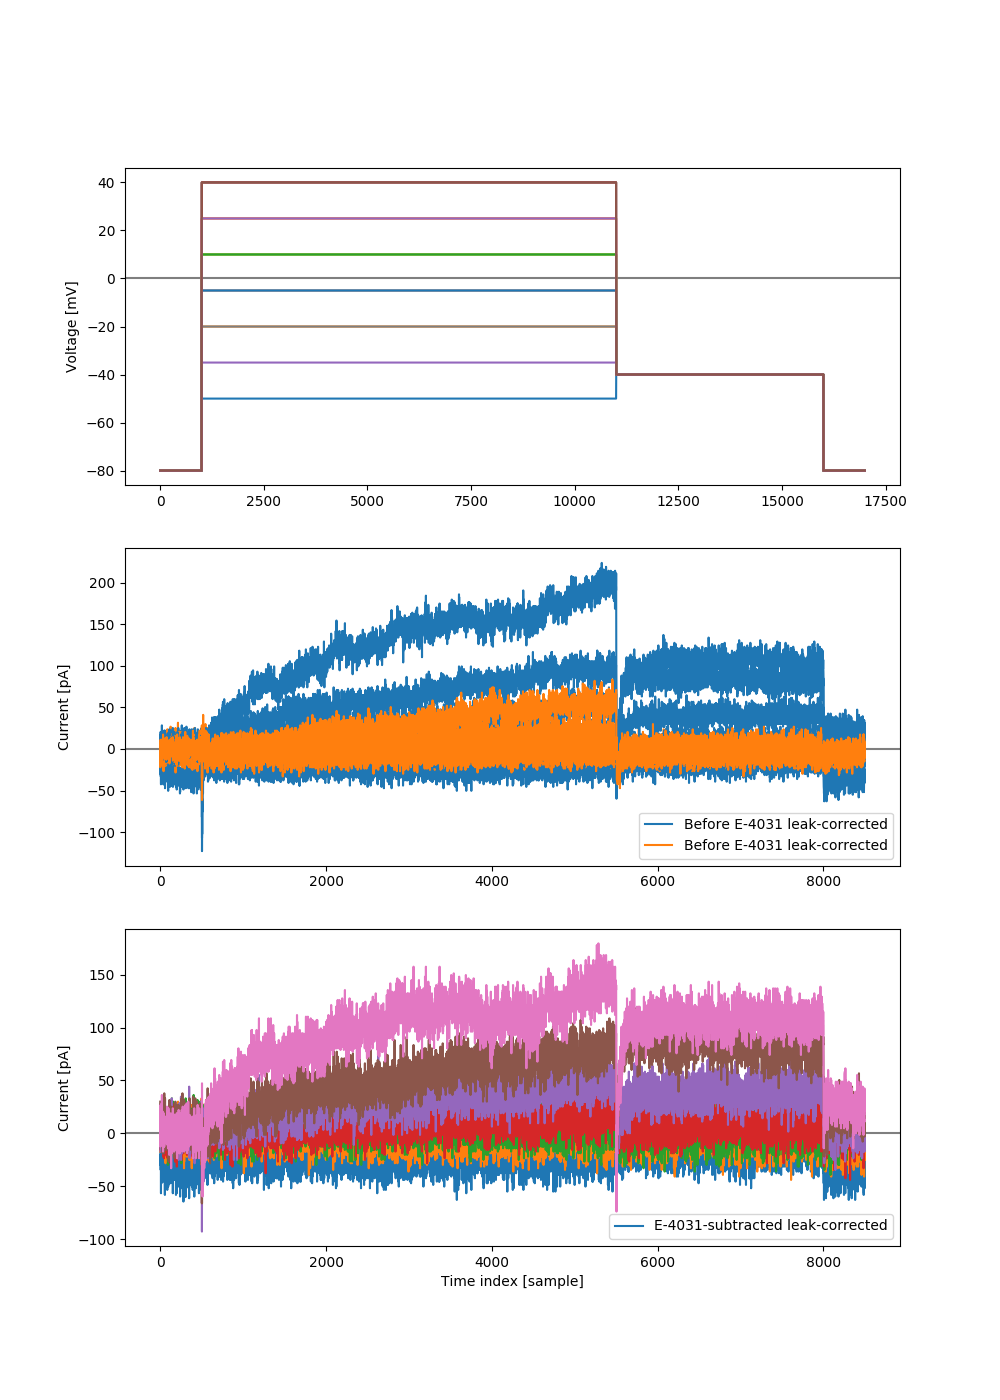 40
20
0
−20
−40
−60
−80
Voltage [mV]
0 2500 5000 7500 10000 12500 15000 17500
200
150
100
50
0
−50
−100
Current [pA]
Before E-4031 leak-corrected
Before E-4031 leak-corrected
0 2000 4000 6000 8000
150
100
50
0
−50
−100
Current [pA]
E-4031-subtracted leak-corrected
0 2000 4000 6000 8000
Time index [sample]